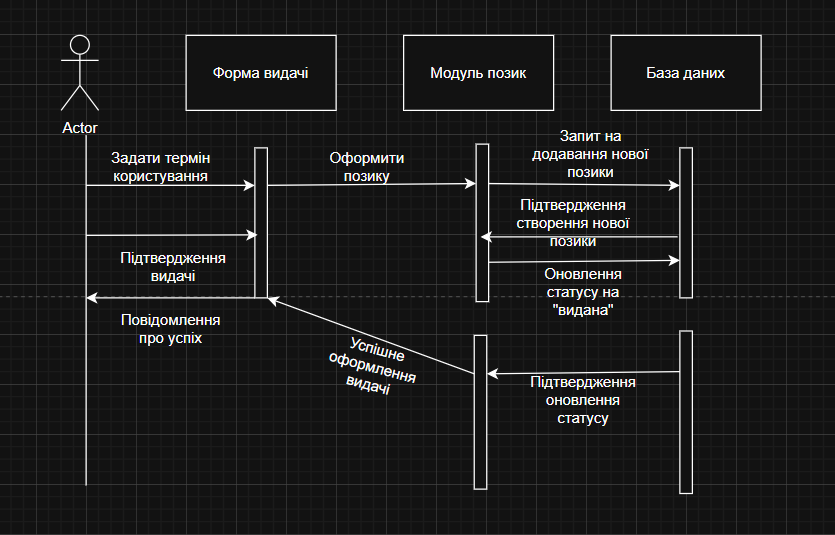 Форма видачі
Модуль позик
База даних
Actor
Задати термін
користування
Оформити
позику
Запит на
додавання нової
позики
Підтвердження
створення нової
позики
Підтвердження
видачі
Оновлення
статусу на
"видана"
Повідомлення
про успіх
Успішне
оформлення
видачі
Підтвердження
оновлення
статусу